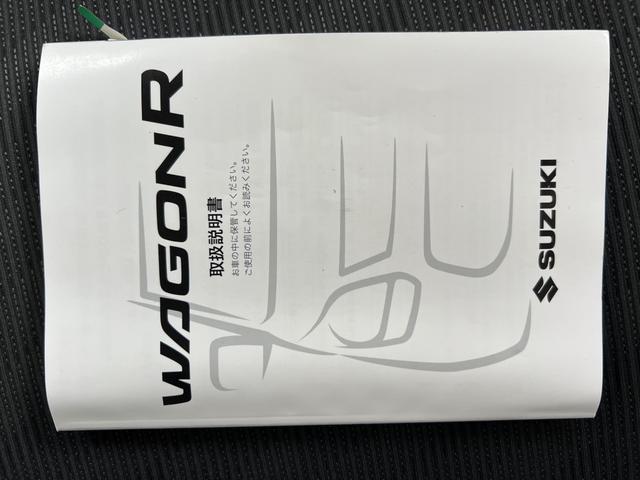 WAGON R
取扱説明書
お車の中に保管してください。
ご使用の前によくお読みください。
SUZUKI